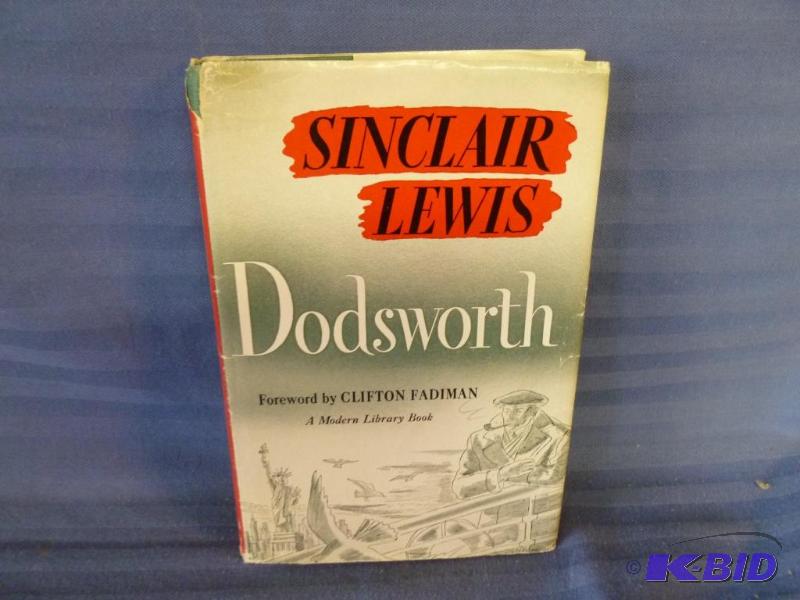 SINCLAIR
LEWIS
Dodsworth
Foreword by CLIFTON FADIMAN
A Modern Library Book
© K-BID